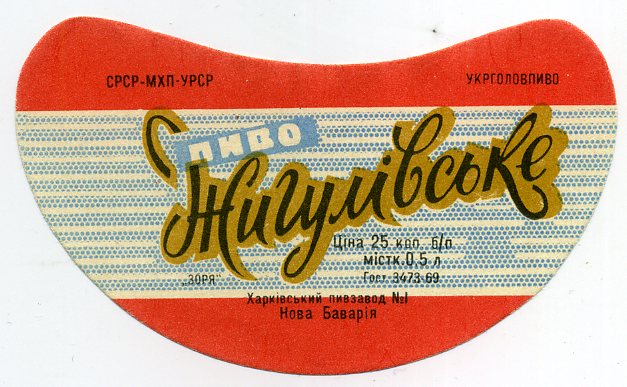 СРСР-МХП-УРСР
УКРГОЛОВПИВО
ПИВО
Жигулівське
Ціна 25 коп. б/п
містк. 0,5 л
„ЗОРЯ"
Гост 3473-69
Харківський пивзавод №1
Нова Баварія